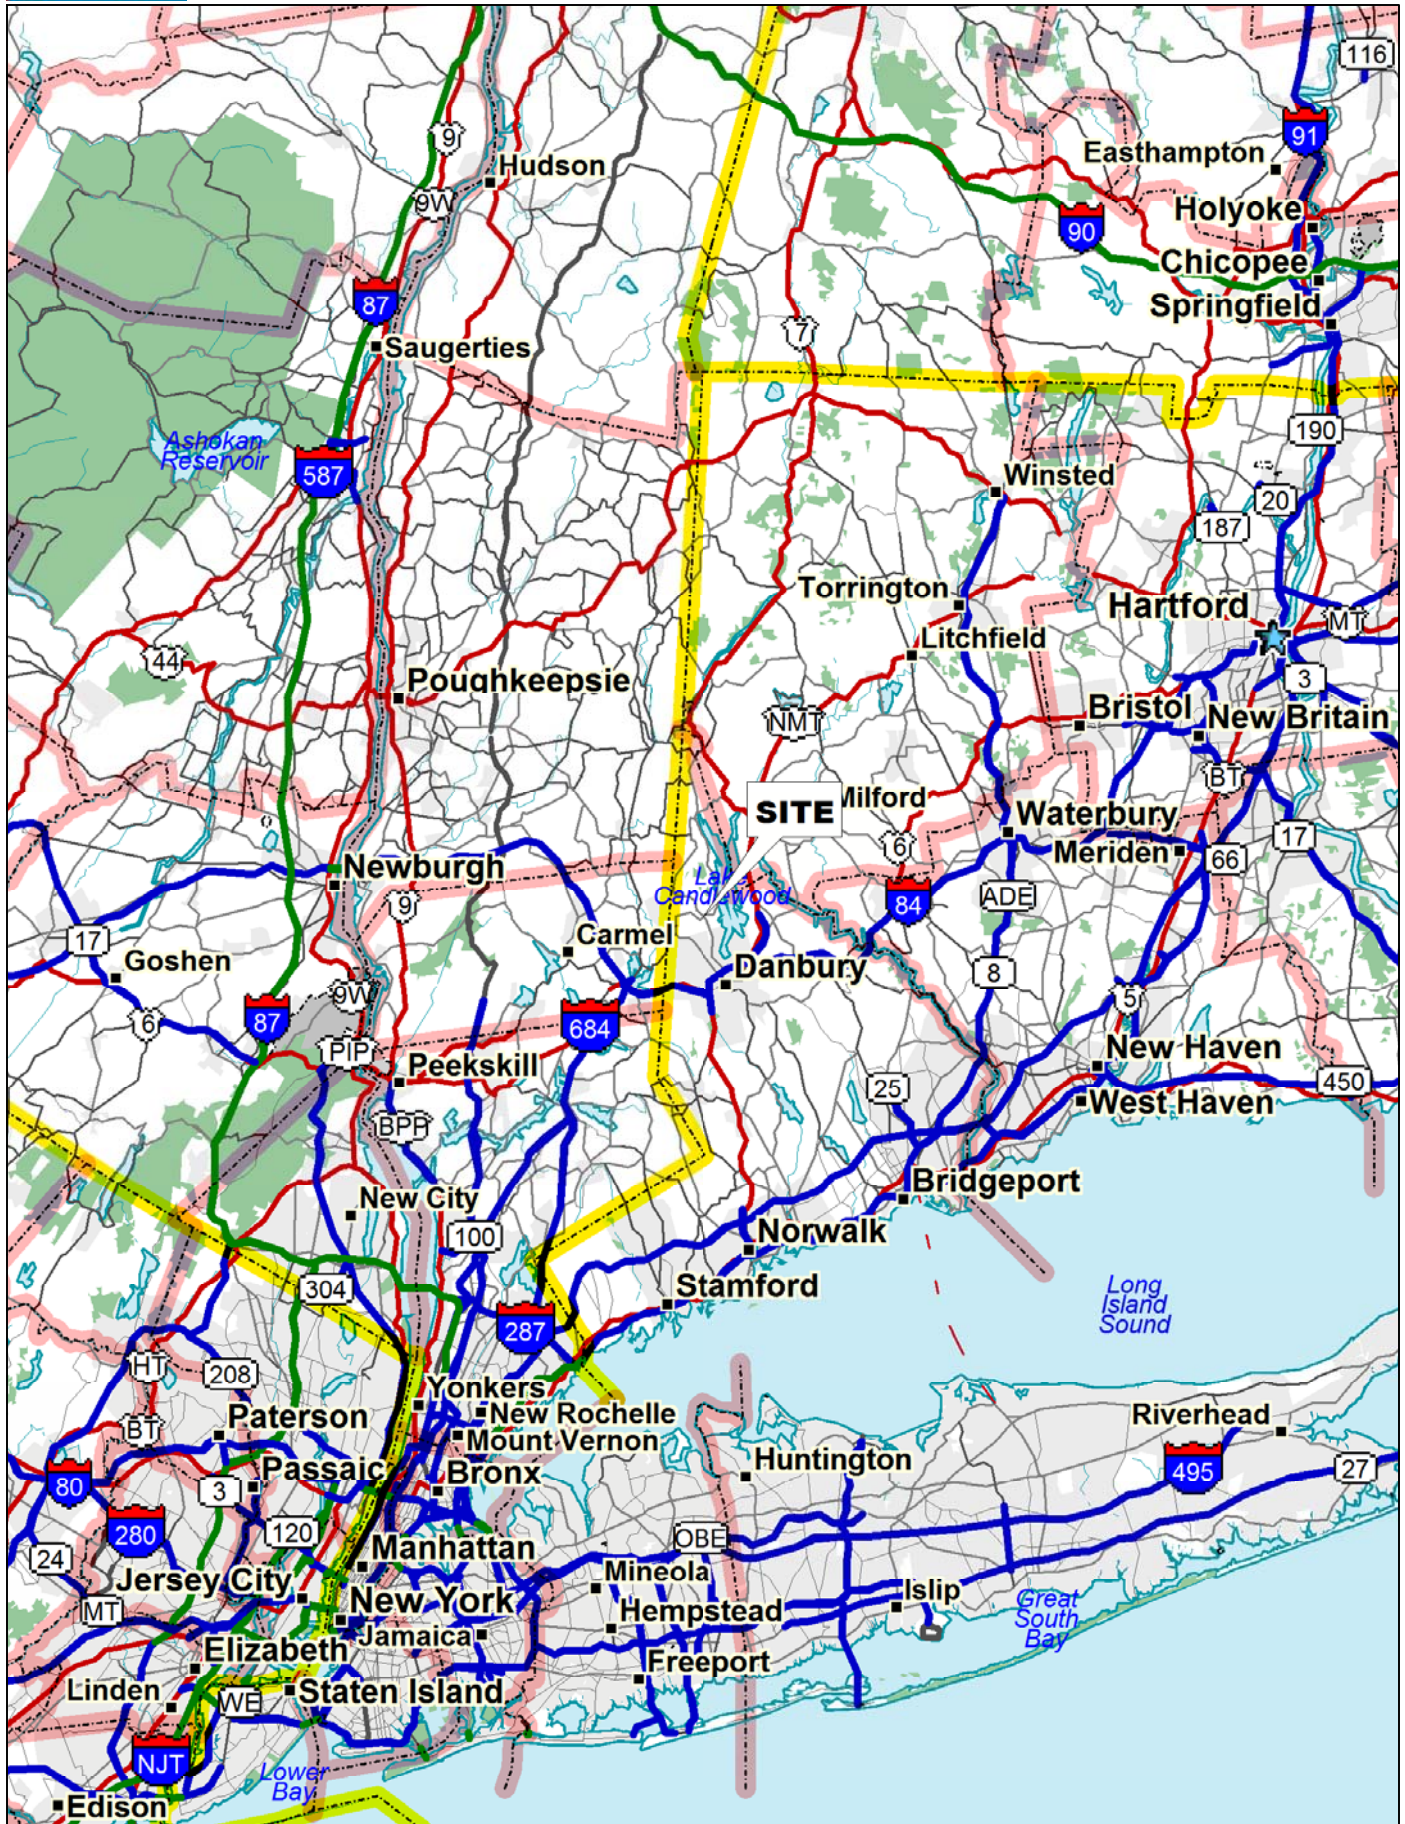 116
91
9
Easthampton
Hudson
9W
Holyoke
90
Chicopee
87
Springfield
7
Saugerties
190
Ashokan
Reservoir
587
Winsted
20
187
Torrington
Hartford
MT
Litchfield
44
3
Poughkeepsie
Bristol
New Britain
NMT
BT
SITE
Milford
Waterbury
17
6
Meriden
66
Newburgh
Lake
Candlewood
84
ADE
9
17
Carmel
Goshen
Danbury
8
9W
5
6
87
684
PIP
New Haven
Peekskill
25
450
West Haven
BPP
Bridgeport
New City
100
Norwalk
304
Stamford
Long
Island
Sound
287
HT
208
Yonkers
New Rochelle
Paterson
BT
Mount Vernon
Riverhead
Huntington
Passaic
Bronx
80
3
495
27
280
120
OBE
Manhattan
24
Mineola
Jersey City
Islip
MT
New York
Hempstead
Great
South
Bay
Jamaica
Elizabeth
Freeport
Linden
WE
Staten Island
NJT
Lower
Bay
Edison